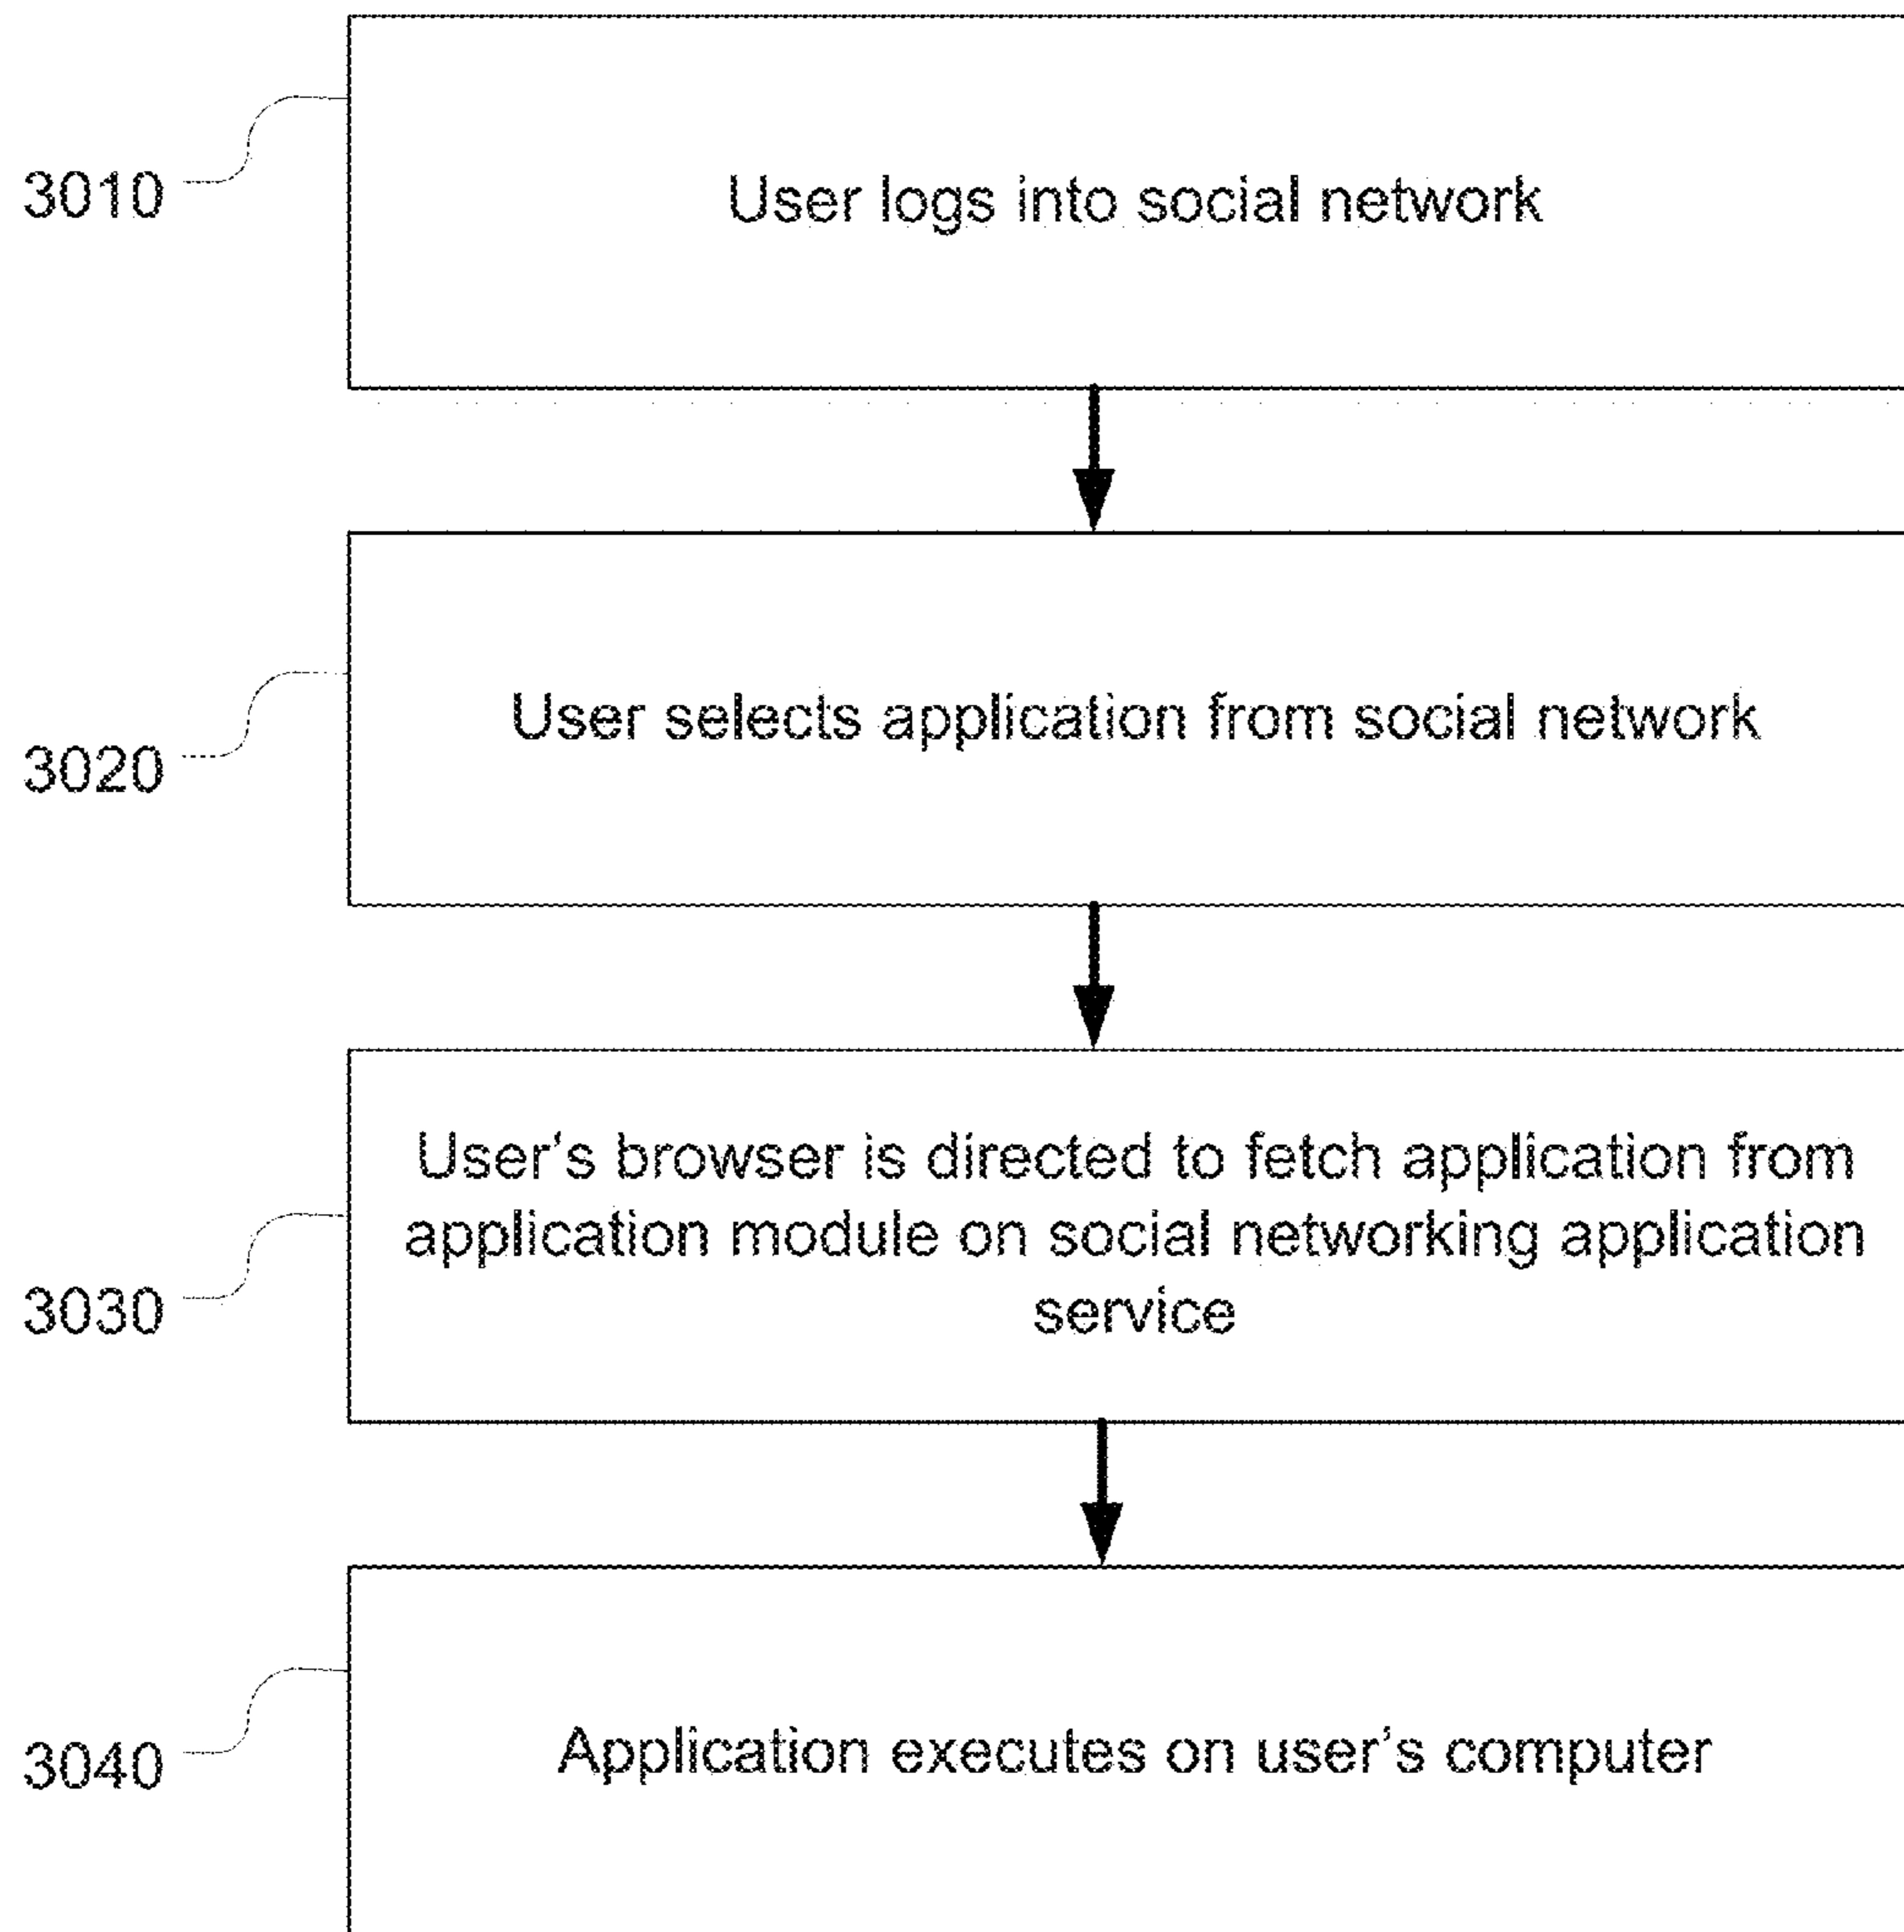 3010
User logs into social network
3020
User selects application from social network
3030
User's browser is directed to fetch application from
application module on social networking application
service
3040
Application executes on user's computer